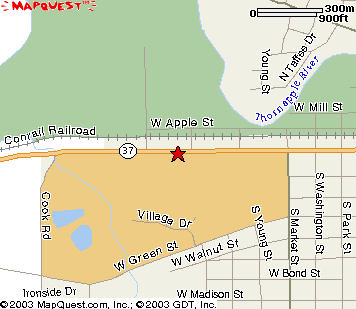 MAPQUEST
300m
900ft
N Taffee Dr
Young St
Thornapple River
W Mill St
W Apple St
Conrail Railroad
37
Cook Rd
Village Dr
S Young St
S Market St
S Washington St
S Park St
W Green St
W Walnut St
W Bond St
Ironside Dr
W Madison St
©2003 MapQuest.com, Inc.; ©2003 GDT, Inc.